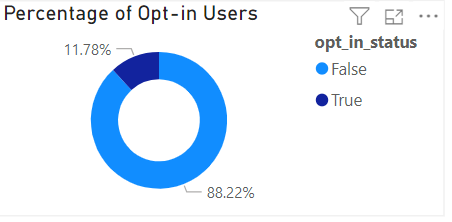 Percentage of Opt-in Users
11.78%
opt_in_status
False
True
88.22%